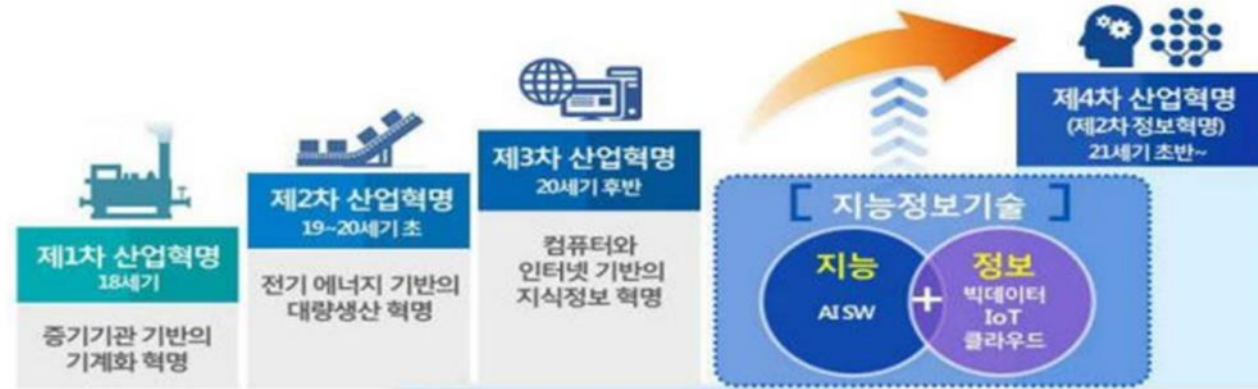 제1차 산업혁명
18세기
증기기관 기반의
기계화 혁명
제2차 산업혁명
19~20세기 초
전기 에너지 기반의
대량생산 혁명
제3차 산업혁명
20세기 후반
컴퓨터와
인터넷 기반의
지식정보 혁명
[ 지능정보기술 ]
지능
AI SW
+
정보
빅데이터
IoT
클라우드
제4차 산업혁명
(제2차 정보혁명)
21세기 초반~